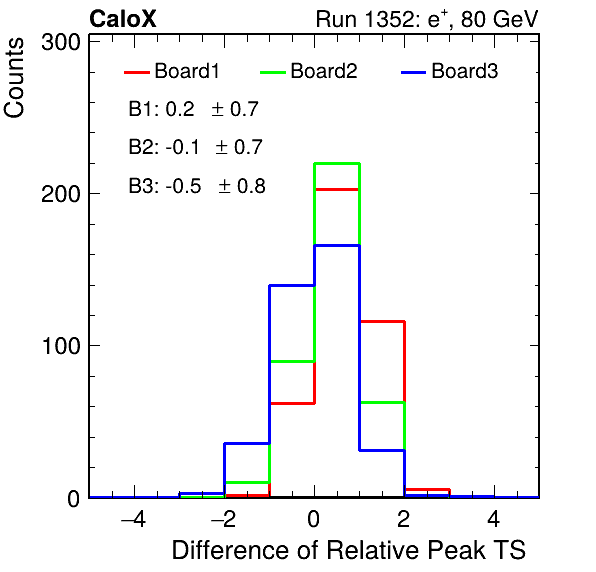 CaloX Run 1352: e⁺, 80 GeV
Counts
Board1 Board2 Board3
B1: 0.2 ± 0.7
B2: -0.1 ± 0.7
B3: -0.5 ± 0.8
300
200
100
0
−4 −2 0 2 4
Difference of Relative Peak TS